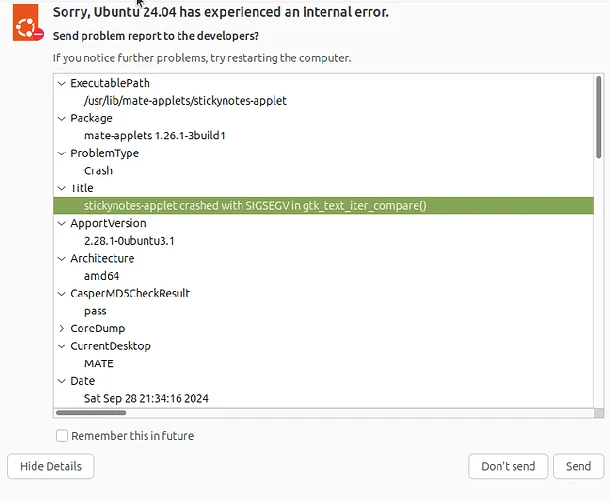 Sorry, Ubuntu 24.04 has experienced an internal error.
Send problem report to the developers?
If you notice further problems, try restarting the computer.
ExecutablePath
/usr/lib/mate-applets/stickynotes-applet
Package
mate-applets 1.26.1-3build1
ProblemType
Crash
Title
stickynotes-applet crashed with SIGSEGV in gtk_text_iter_compare()
ApportVersion
2.28.1-0ubuntu3.1
Architecture
amd64
CasperMD5CheckResult
pass
CoreDump
CurrentDesktop
MATE
Date
Sat Sep 28 21:34:16 2024
Remember this in future
Hide Details
Don't send
Send